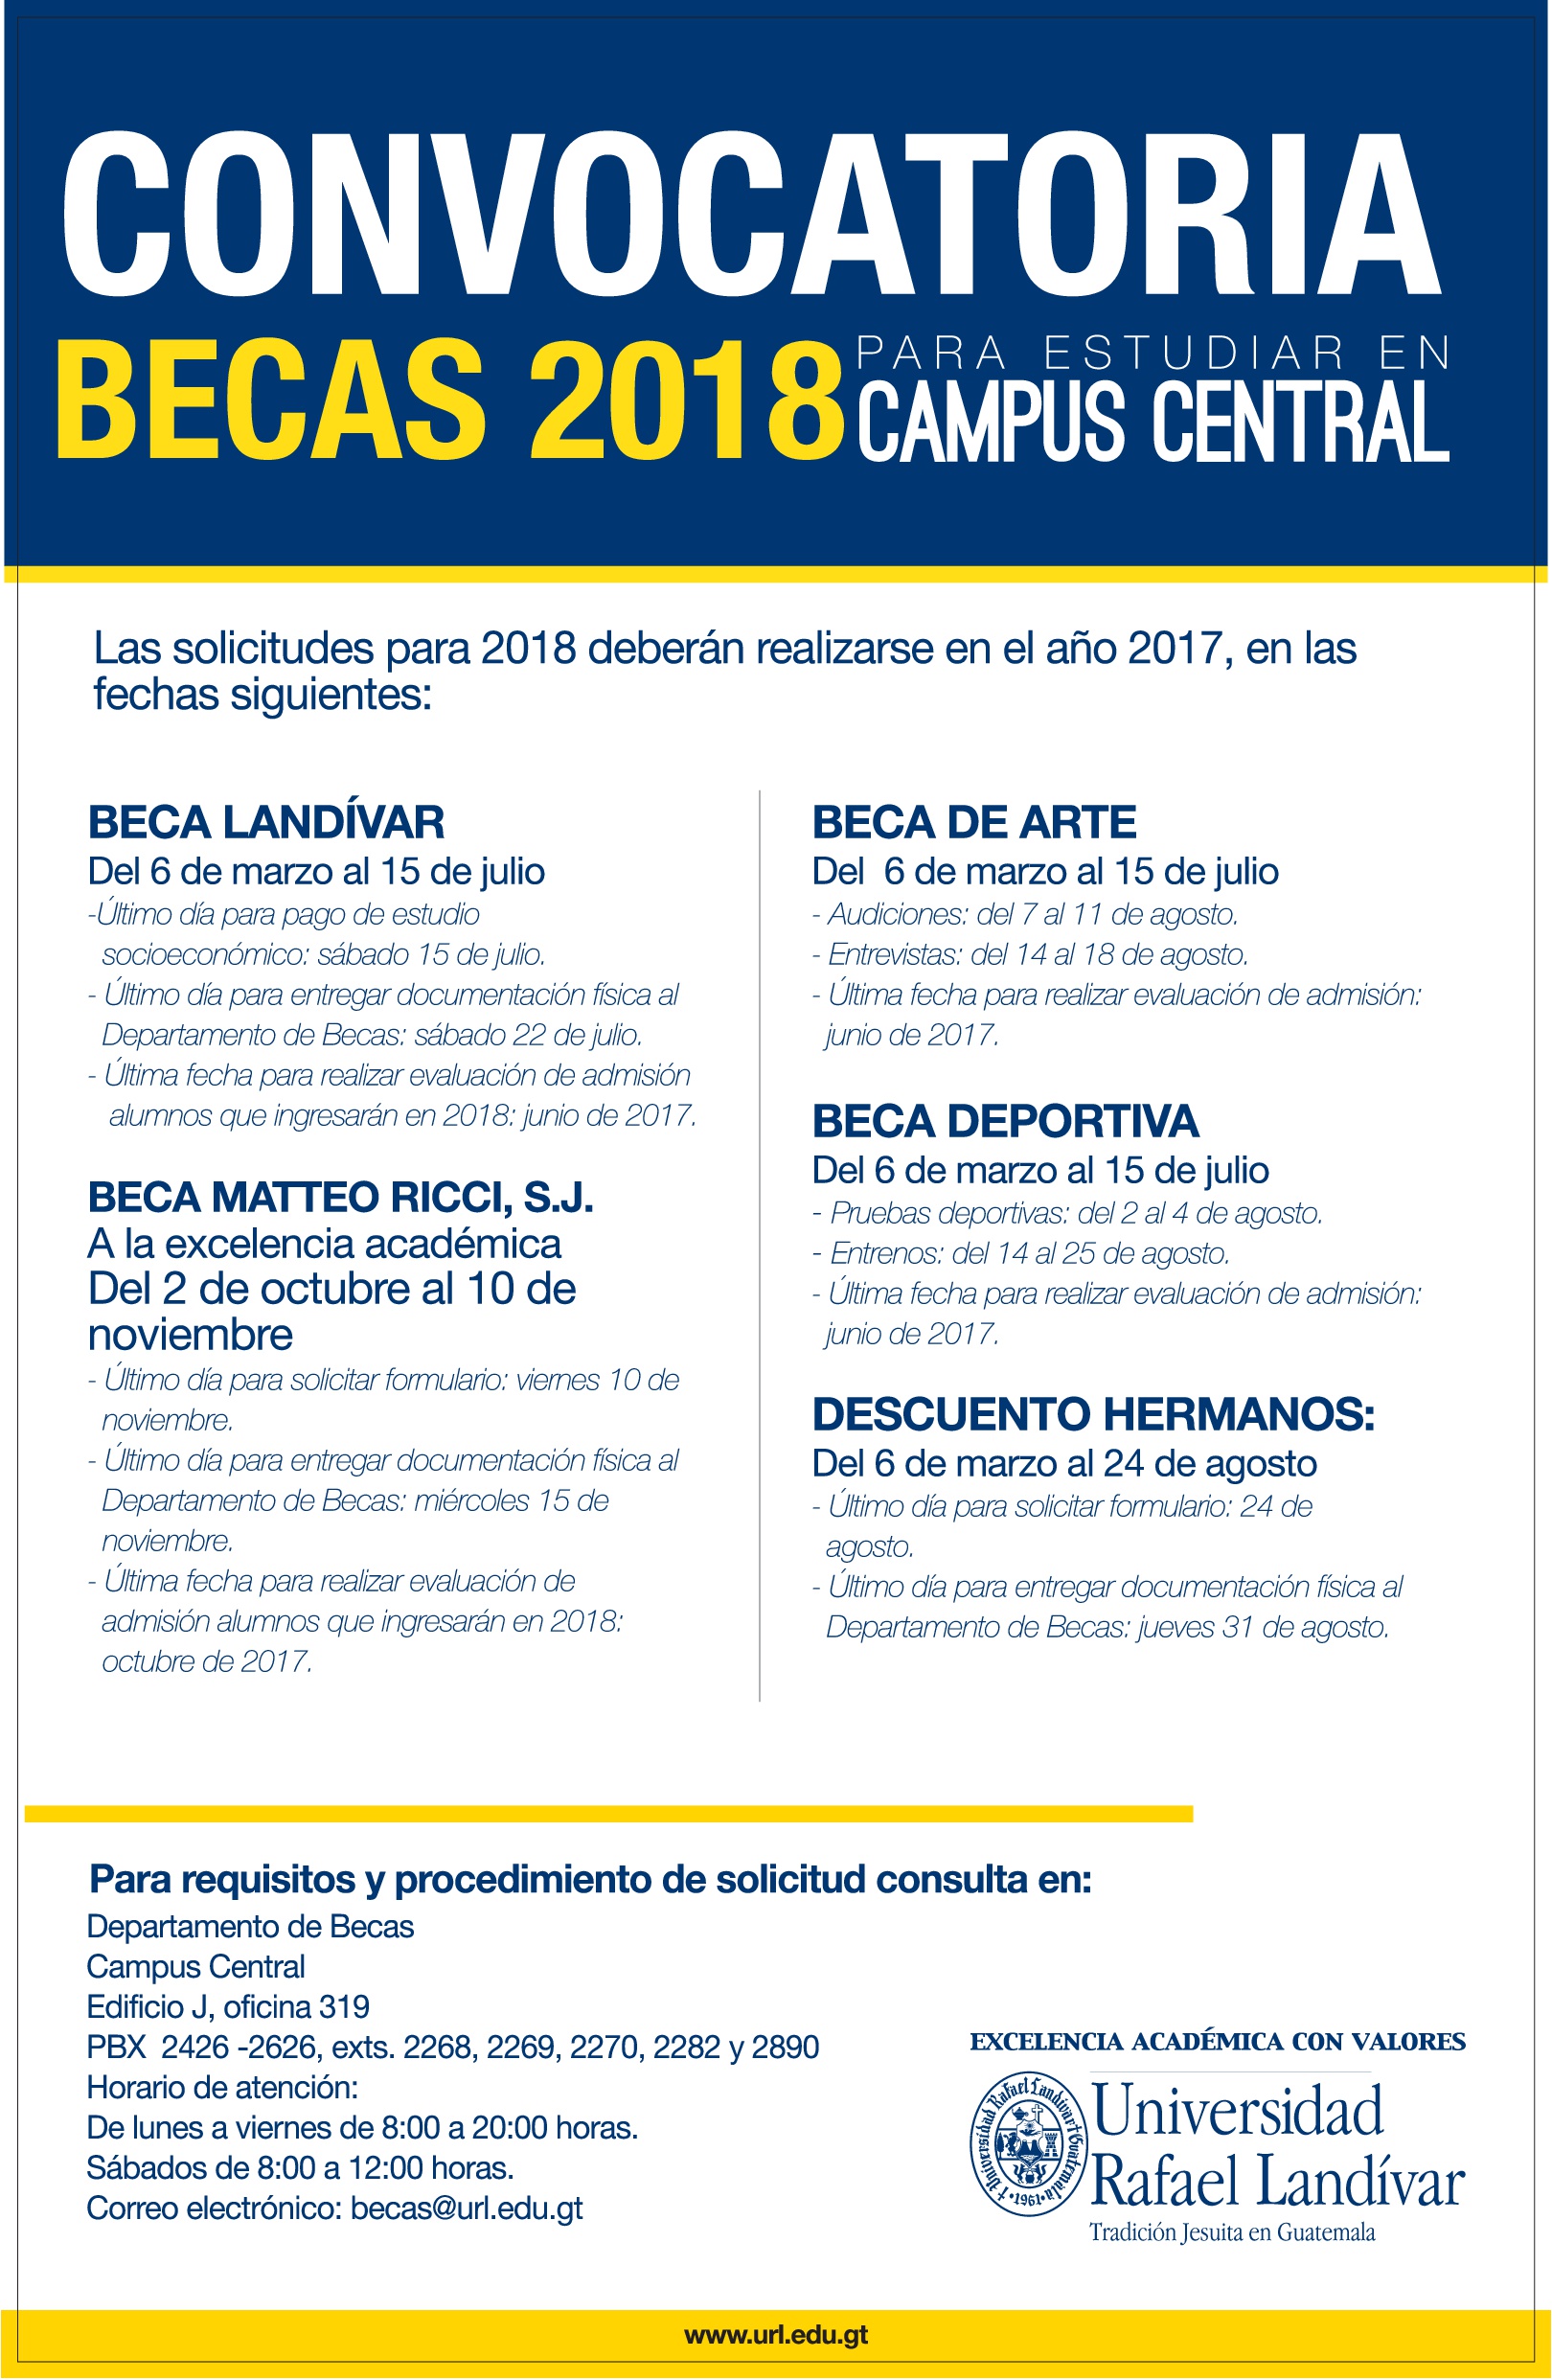 CONVOCATORIA
BECAS 2018
PARA ESTUDIAR EN
CAMPUS CENTRAL
Las solicitudes para 2018 deberán realizarse en el año 2017, en las
fechas siguientes:
BECA LANDÍVAR
Del 6 de marzo al 15 de julio
-Último día para pago de estudio
socioeconómico: sábado 15 de julio.
- Último día para entregar documentación física al
Departamento de Becas: sábado 22 de julio.
- Última fecha para realizar evaluación de admisión
alumnos que ingresarán en 2018: junio de 2017.
BECA MATTEO RICCI, S.J.
A la excelencia académica
Del 2 de octubre al 10 de
noviembre
- Último día para solicitar formulario: viernes 10 de
noviembre.
- Último día para entregar documentación física al
Departamento de Becas: miércoles 15 de
noviembre.
- Última fecha para realizar evaluación de
admisión alumnos que ingresarán en 2018:
octubre de 2017.
BECA DE ARTE
Del  6 de marzo al 15 de julio
- Audiciones: del 7 al 11 de agosto.
- Entrevistas: del 14 al 18 de agosto.
- Última fecha para realizar evaluación de admisión:
junio de 2017.
BECA DEPORTIVA
Del 6 de marzo al 15 de julio
- Pruebas deportivas: del 2 al 4 de agosto.
- Entrenos: del 14 al 25 de agosto.
- Última fecha para realizar evaluación de admisión:
junio de 2017.
DESCUENTO HERMANOS:
Del 6 de marzo al 24 de agosto
- Último día para solicitar formulario: 24 de
agosto.
- Último día para entregar documentación física al
Departamento de Becas: jueves 31 de agosto.
Para requisitos y procedimiento de solicitud consulta en:
Departamento de Becas
Campus Central
Edificio J, oficina 319
PBX  2426 -2626, exts. 2268, 2269, 2270, 2282 y 2890
Horario de atención:
De lunes a viernes de 8:00 a 20:00 horas.
Sábados de 8:00 a 12:00 horas.
Correo electrónico: becas@url.edu.gt
EXCELENCIA ACADÉMICA CON VALORES
Universidad Rafael Landívar Guatemala
1961
Universidad
Rafael Landívar
Tradición Jesuita en Guatemala
www.url.edu.gt